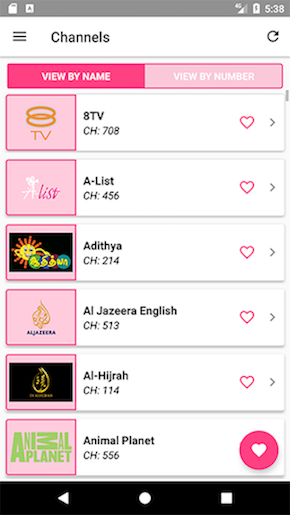 5:38
Channels
VIEW BY NAME
VIEW BY NUMBER
TV
8TV
CH: 708
A-List
A-List
CH: 456
Adithya
CH: 214
ALJAZEERA
Al Jazeera English
CH: 513
Al-Hijrah
CH: 114
ANIMAL
PLANET
Animal Planet
CH: 556